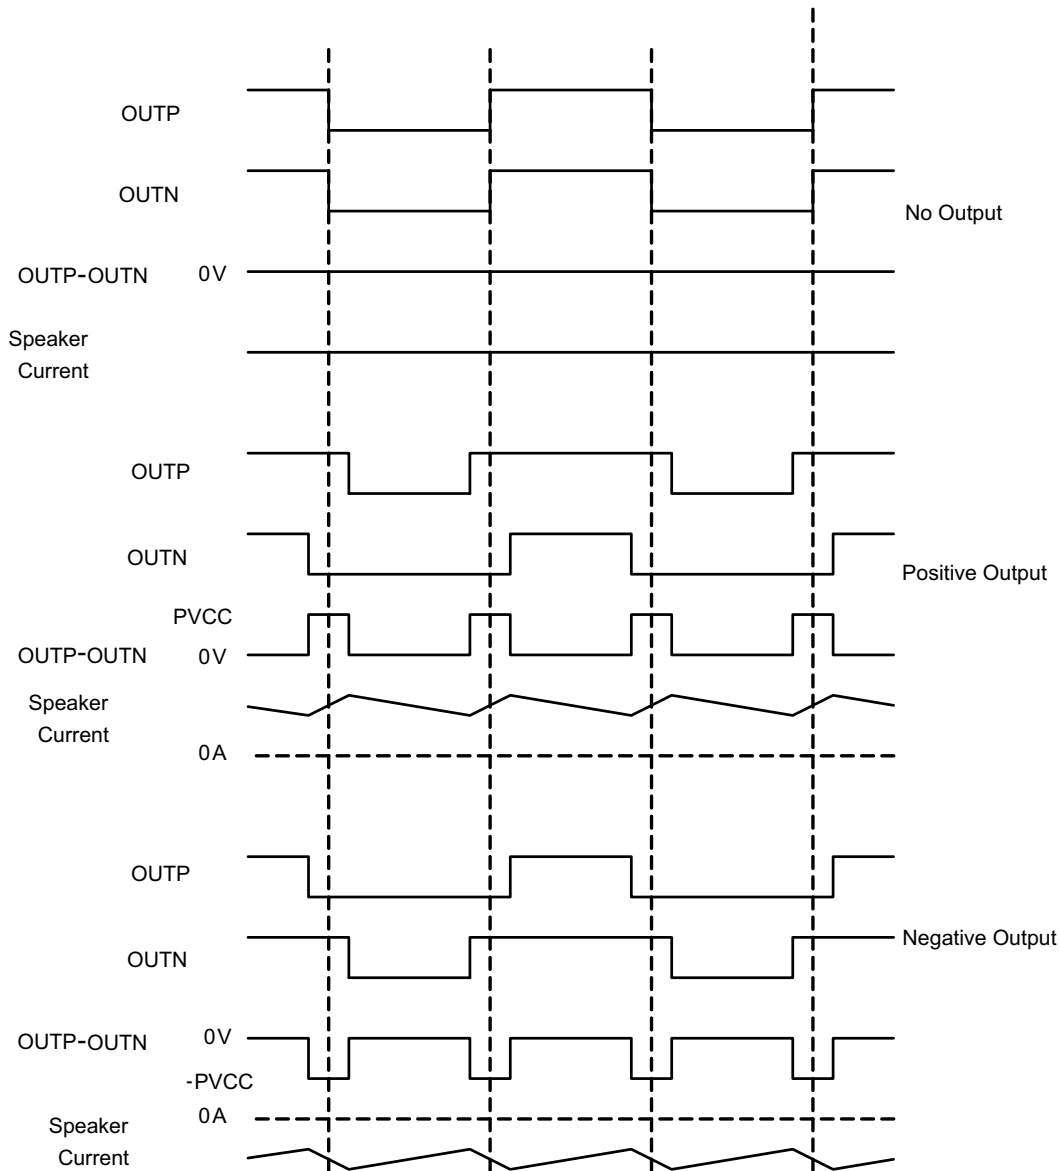 OUTP
OUTN
No Output
OUTP-OUTN 0V
Speaker
Current
OUTP
OUTN
Positive Output
PVCC
OUTP-OUTN 0V
Speaker
Current
0A
OUTP
Negative Output
OUTN
OUTP-OUTN 0V
-PVCC
0A
Speaker
Current